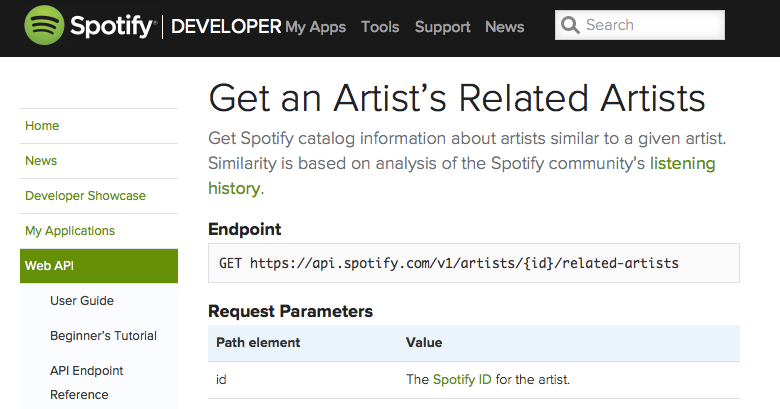 Spotify® DEVELOPER My Apps Tools Support News Search
Home
News
Developer Showcase
My Applications
Web API
User Guide
Beginner's Tutorial
API Endpoint
Reference
Get an Artist's Related Artists
Get Spotify catalog information about artists similar to a given artist.
Similarity is based on analysis of the Spotify community's listening
history.
Endpoint
GET https://api.spotify.com/v1/artists/{id}/related-artists
Request Parameters
Path element Value
id The Spotify ID for the artist.